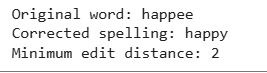 Original word: happee
Corrected spelling: happy
Minimum edit distance: 2